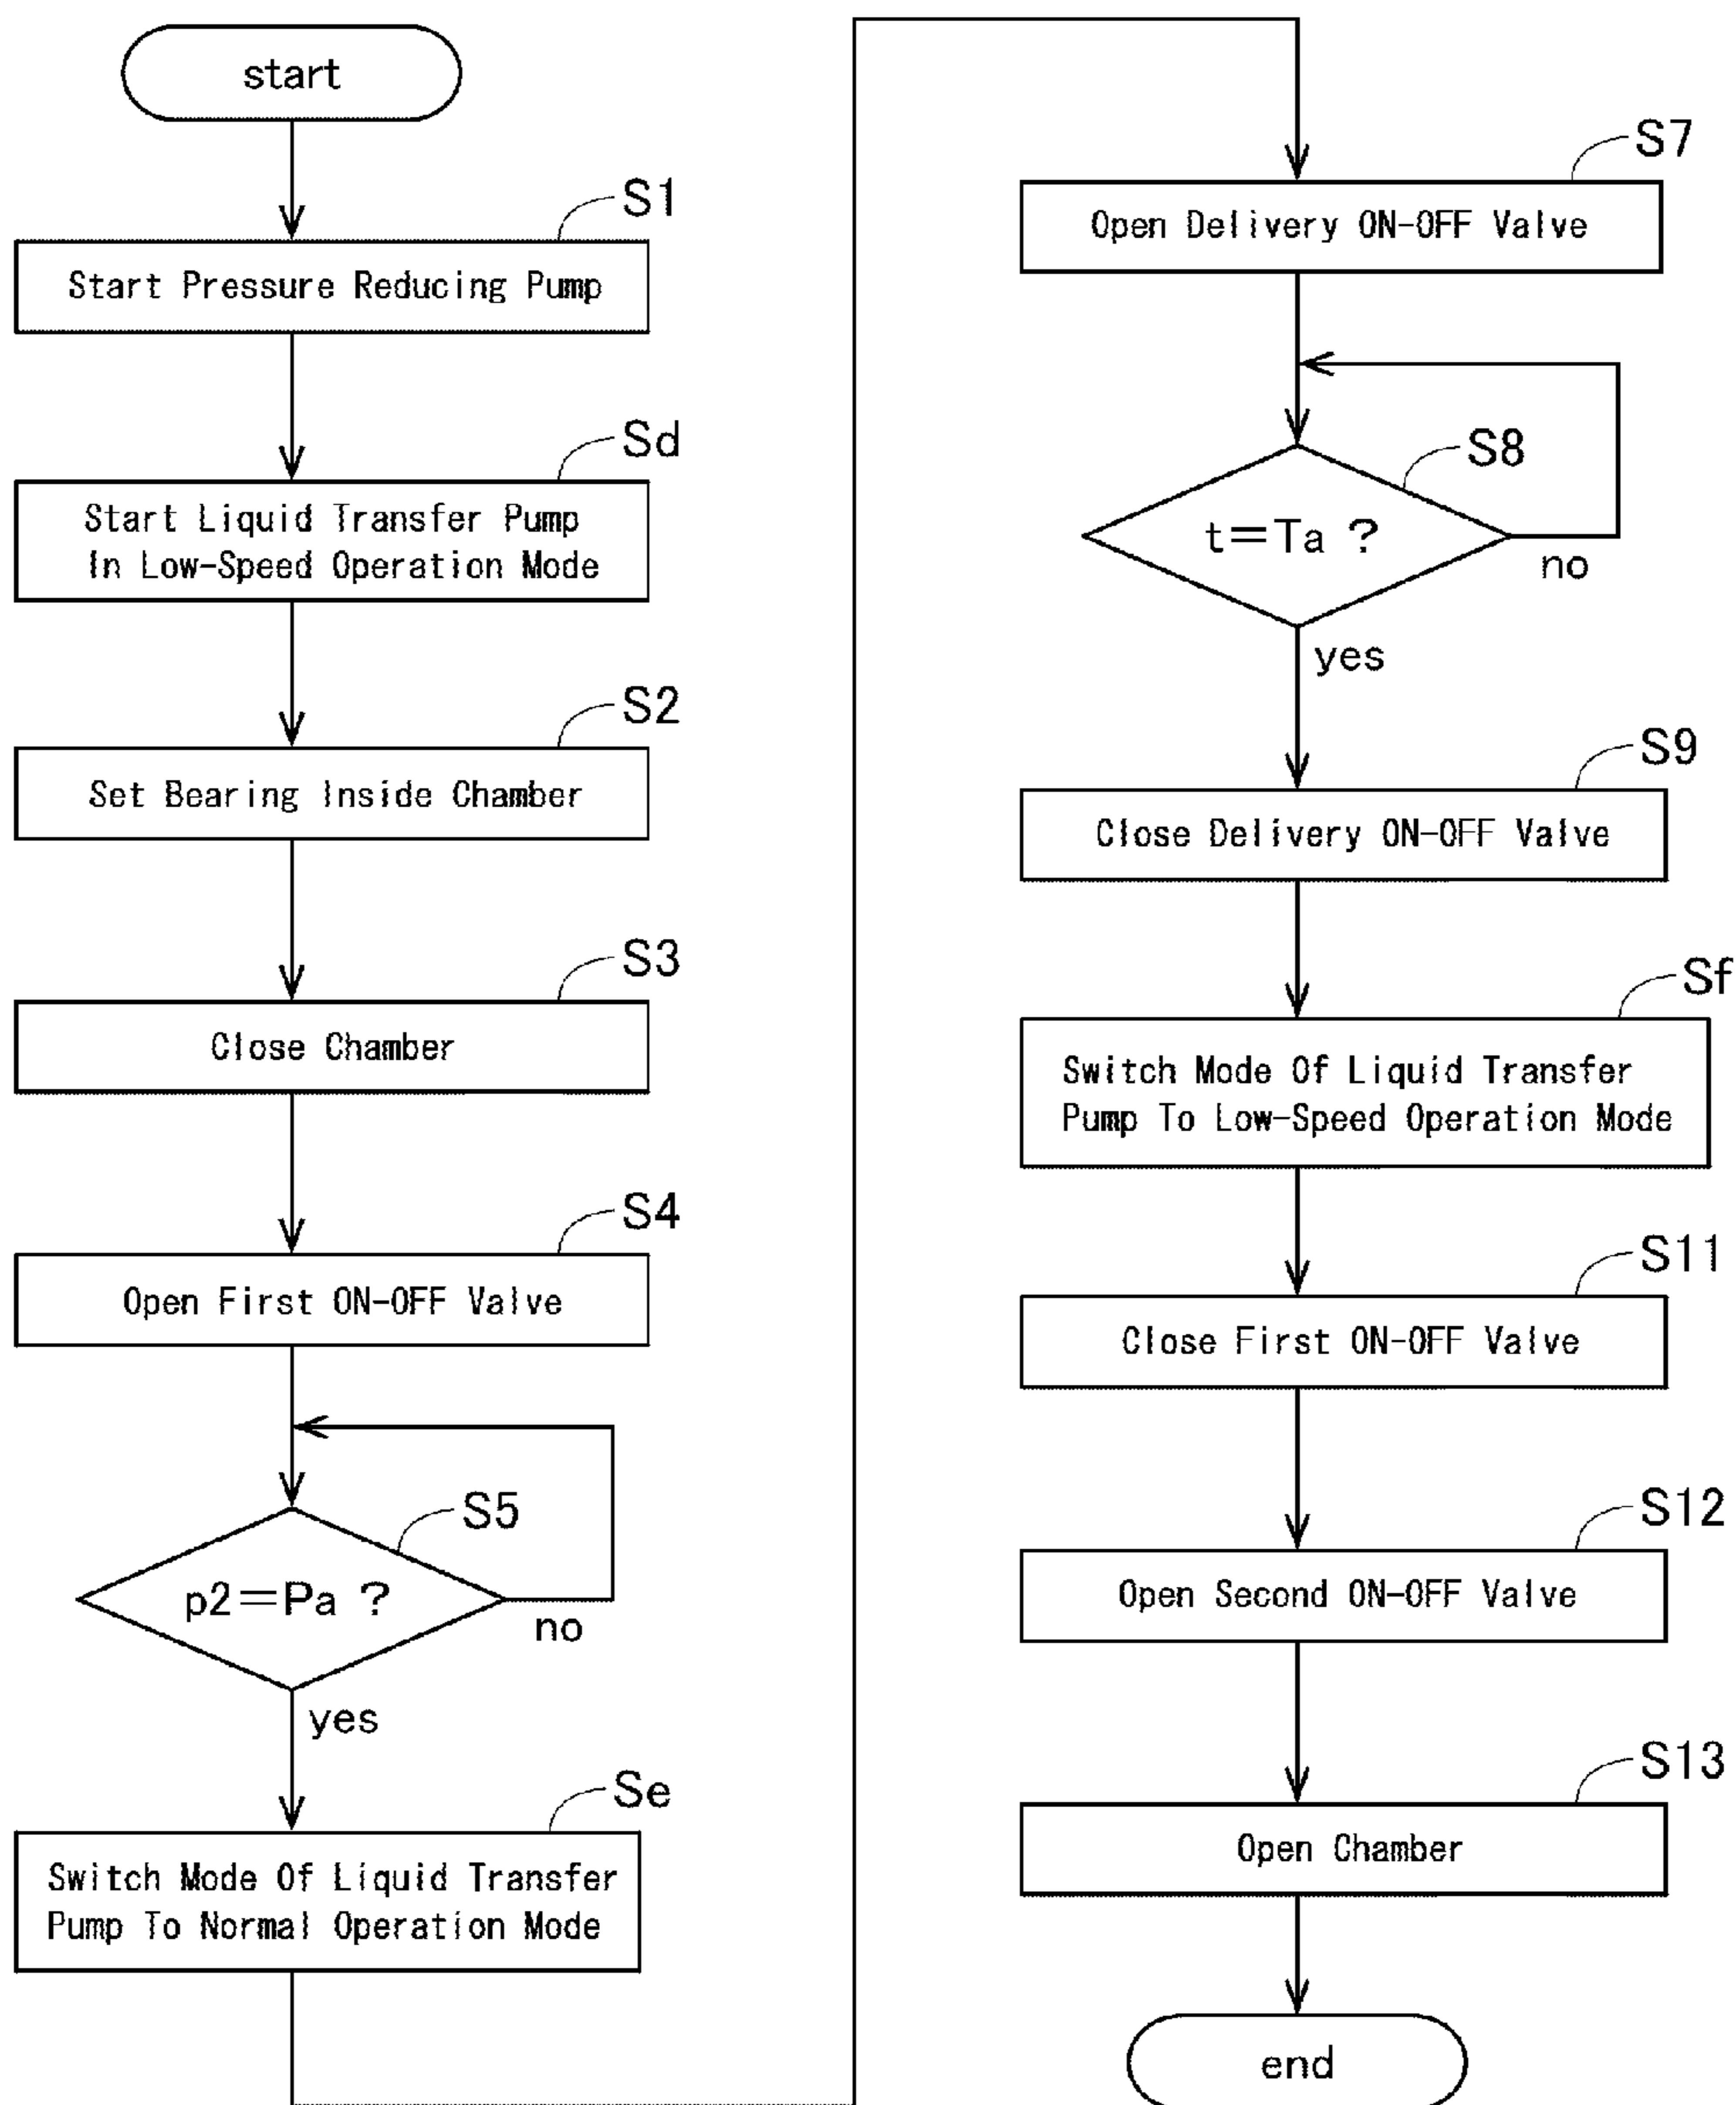 start
S1
Start Pressure Reducing Pump
Sd
Start Liquid Transfer Pump
In Low-Speed Operation Mode
S2
Set Bearing Inside Chamber
S3
Close Chamber
S4
Open First ON-OFF Valve
S5
p2=Pa ?
no
yes
Se
Switch Mode Of Liquid Transfer
Pump To Normal Operation Mode
S7
Open Delivery ON-OFF Valve
S8
t=Ta ?
no
yes
S9
Close Delivery ON-OFF Valve
Sf
Switch Mode Of Liquid Transfer
Pump To Low-Speed Operation Mode
S11
Close First ON-OFF Valve
S12
Open Second ON-OFF Valve
S13
Open Chamber
end